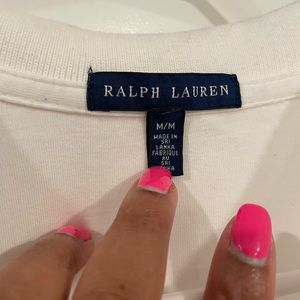 RALPH LAUREN
M/M
MADE IN
SRI
LANKA
FABRIQUE
AU
SRI